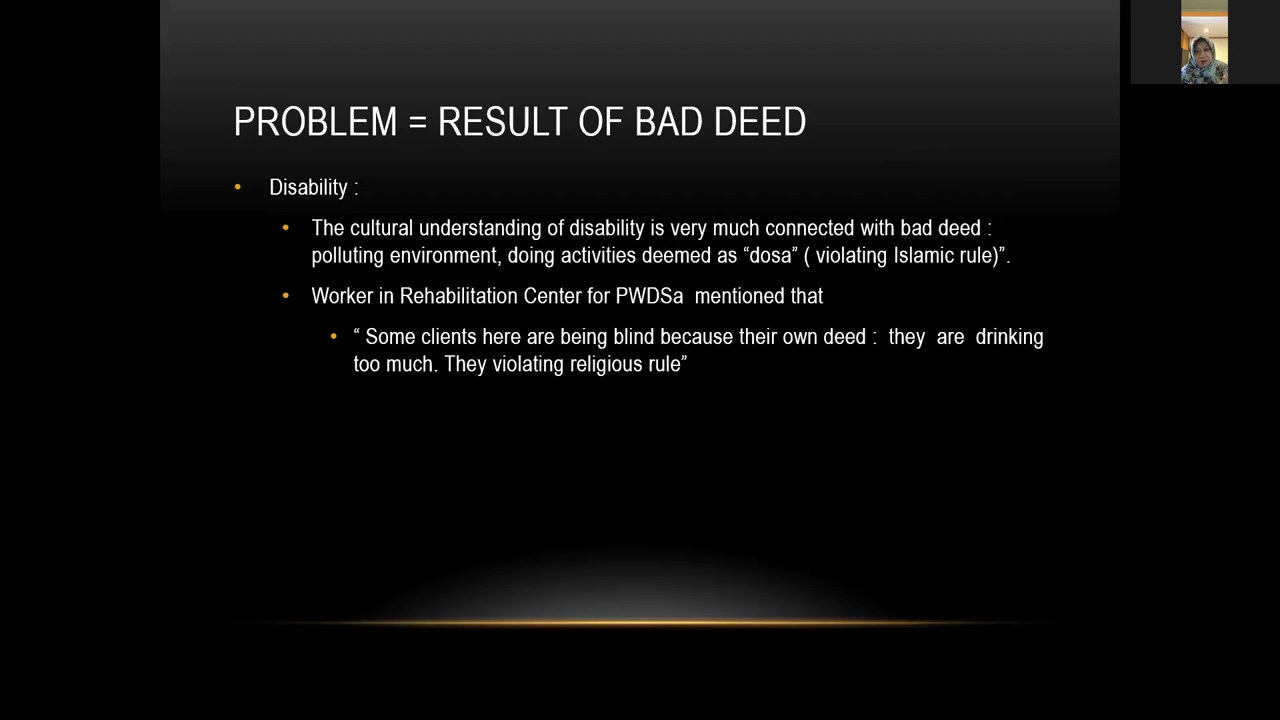 PROBLEM = RESULT OF BAD DEED
• Disability :
• The cultural understanding of disability is very much connected with bad deed :
polluting environment, doing activities deemed as “dosa” ( violating Islamic rule)”.
• Worker in Rehabilitation Center for PWDSa mentioned that
• “ Some clients here are being blind because their own deed : they are drinking
too much. They violating religious rule”